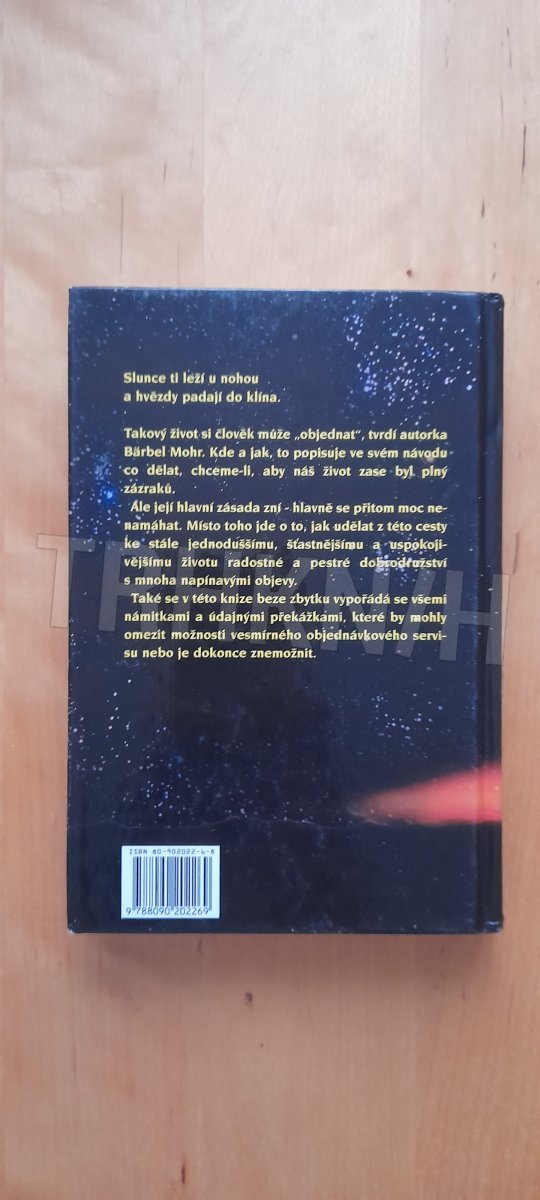 Slunce ti leží u nohou
a hvězdy padají do klína.
Takový život si člověk může „objednat“, tvrdí autorka
Bärbel Mohr. Kde a jak, to popisuje ve svém návodu
co dělat, chceme-li, aby náš život zase byl plný
zázraků.
Ale její hlavní zásada zní - hlavně se přitom moc ne-
namáhat. Místo toho jde o to, jak udělat z této cesty
ke stále jednoduššímu, šťastnějšímu a uspokoji-
vějšímu životu radostné a pestré dobrodružství
s mnoha napínavými objevy.
Také se v této knize beze zbytku vypořádá se všemi
námitkami a údajnými překážkami, které by mohly
omezit možnosti vesmírného objednávkového servi-
su nebo je dokonce znemožnit.
ISBN 80-902022-6-8
9 788090 202269